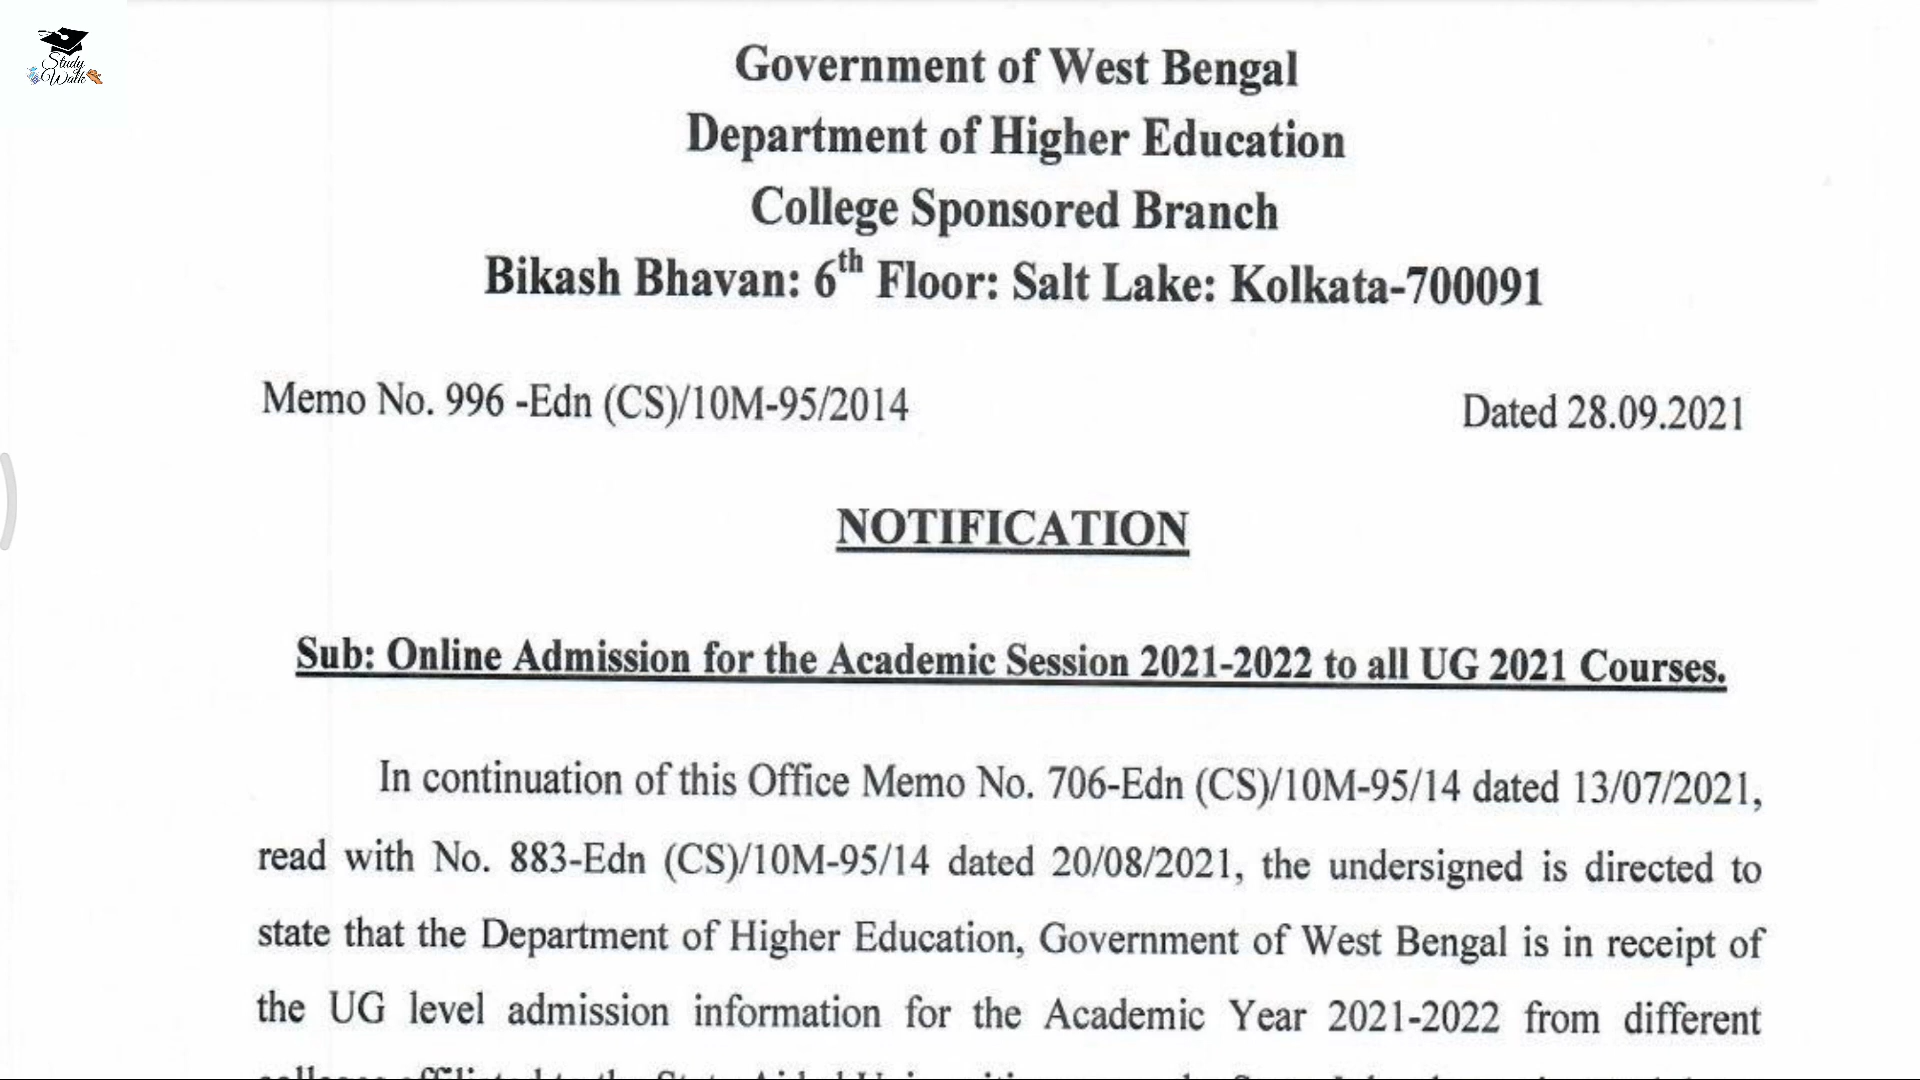 Study
Walk
Government of West Bengal
Department of Higher Education
College Sponsored Branch
Bikash Bhavan: 6th Floor: Salt Lake: Kolkata-700091
Memo No. 996 -Edn (CS)/10M-95/2014 Dated 28.09.2021
NOTIFICATION
Sub: Online Admission for the Academic Session 2021-2022 to all UG 2021 Courses.
In continuation of this Office Memo No. 706-Edn (CS)/10M-95/14 dated 13/07/2021,
read with No. 883-Edn (CS)/10M-95/14 dated 20/08/2021, the undersigned is directed to
state that the Department of Higher Education, Government of West Bengal is in receipt of
the UG level admission information for the Academic Year 2021-2022 from different